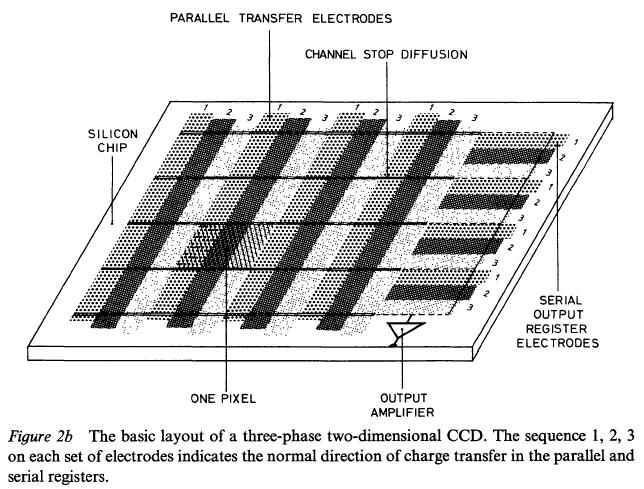 PARALLEL TRANSFER ELECTRODES
CHANNEL STOP DIFFUSION
SILICON
CHIP
1 2 3 1 2 3 1 2 3 1 2 3
1
2
3
1
2
3
1
2
3
1
2
3
SERIAL
OUTPUT
REGISTER
ELECTRODES
ONE PIXEL
OUTPUT
AMPLIFIER
Figure 2b The basic layout of a three-phase two-dimensional CCD. The sequence 1, 2, 3
on each set of electrodes indicates the normal direction of charge transfer in the parallel and
serial registers.